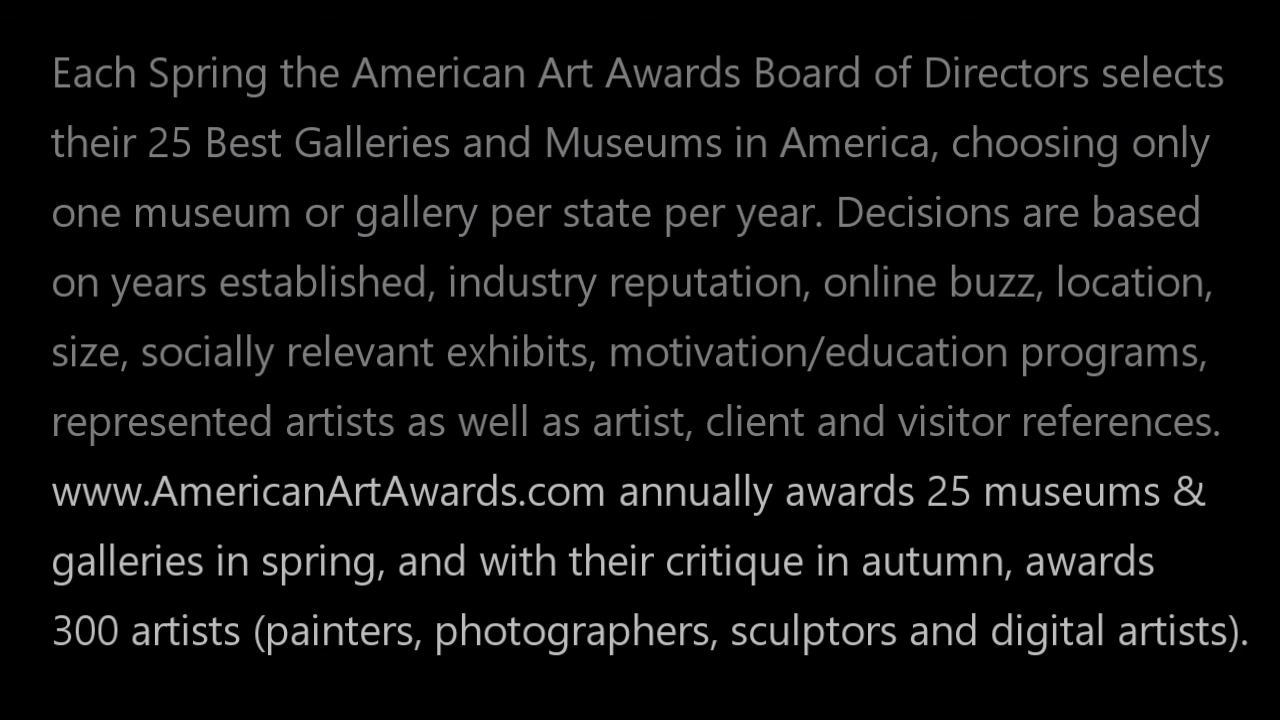 Each Spring the American Art Awards Board of Directors selects
their 25 Best Galleries and Museums in America, choosing only
one museum or gallery per state per year. Decisions are based
on years established, industry reputation, online buzz, location,
size, socially relevant exhibits, motivation/education programs,
represented artists as well as artist, client and visitor references.
www.AmericanArtAwards.com annually awards 25 museums &
galleries in spring, and with their critique in autumn, awards
300 artists (painters, photographers, sculptors and digital artists).